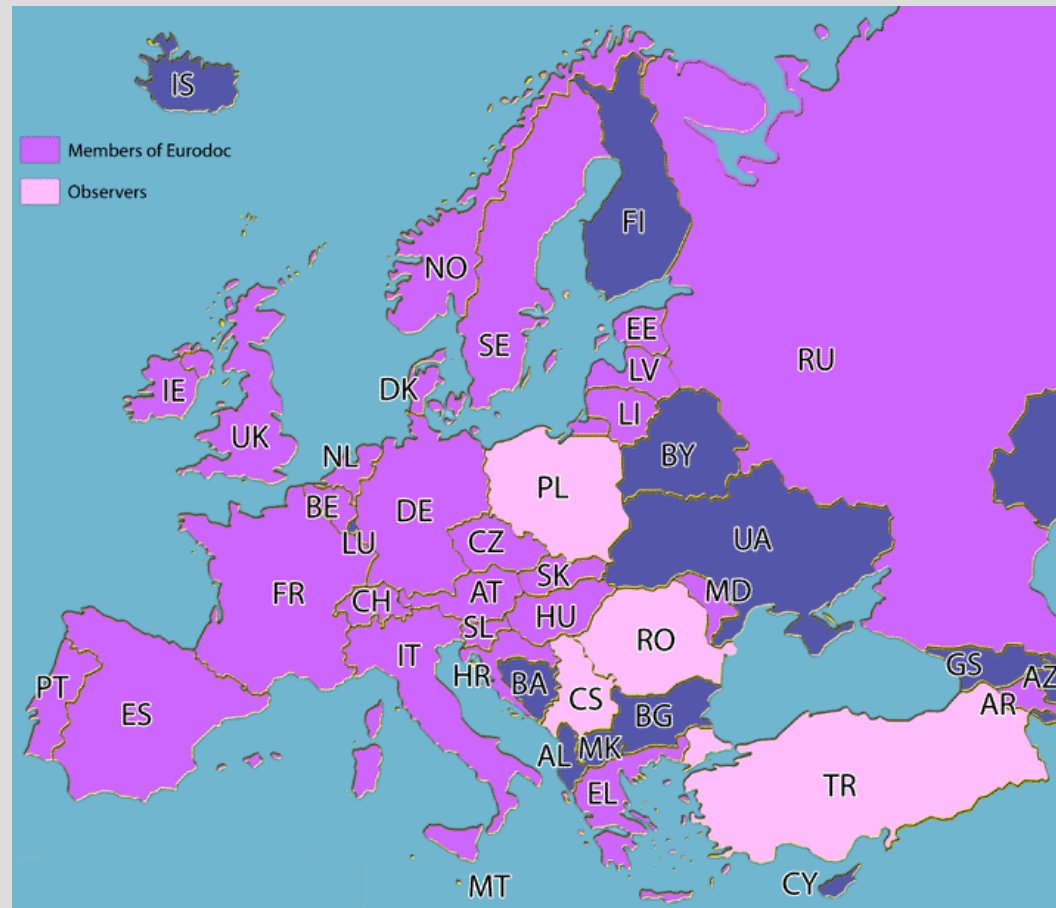 IS
Members of Eurodoc
Observers
FI
NO
EE
SE
RU
LV
DK
IE
LI
UK
BY
NL
PL
BE
DE
UA
LU
CZ
SK
FR
AT
MD
CH
HU
SL
RO
IT
GS
HR
BA
AZ
PT
CS
AR
ES
BG
MK
AL
TR
EL
MT
CY